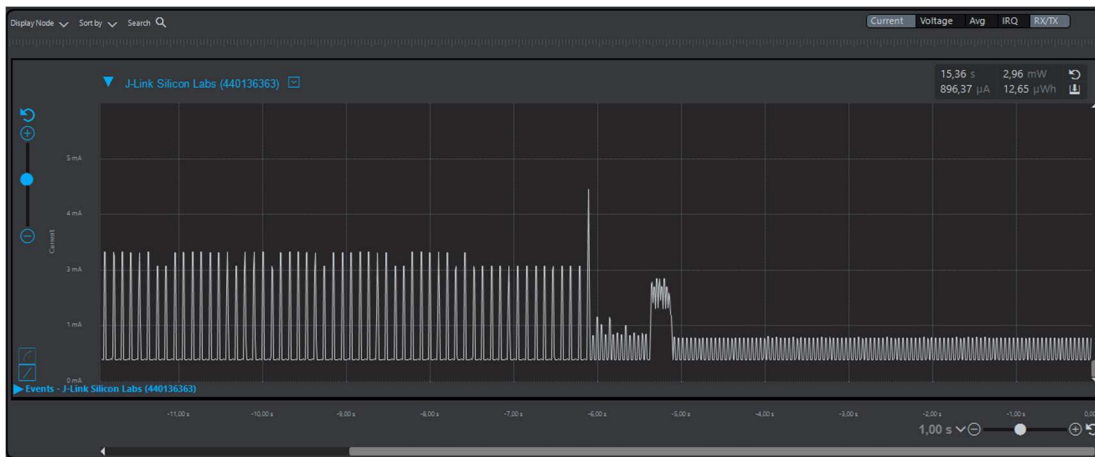 Display Node Sort by Search Current Voltage Avg IRQ RX/TX
J-Link Silicon Labs (440136363)
15,36 s 2,96 mW
896,37 µA 12,65 µWh
5 mA
4 mA
Current
3 mA
1 mA
0 mA
Events - J-Link Silicon Labs (440136363)
-11,00 s -10,00 s -9,00 s -8,00 s -7,00 s -6,00 s -5,00 s -4,00 s -3,00 s -2,00 s -1,00 s 0,00
1,00 s